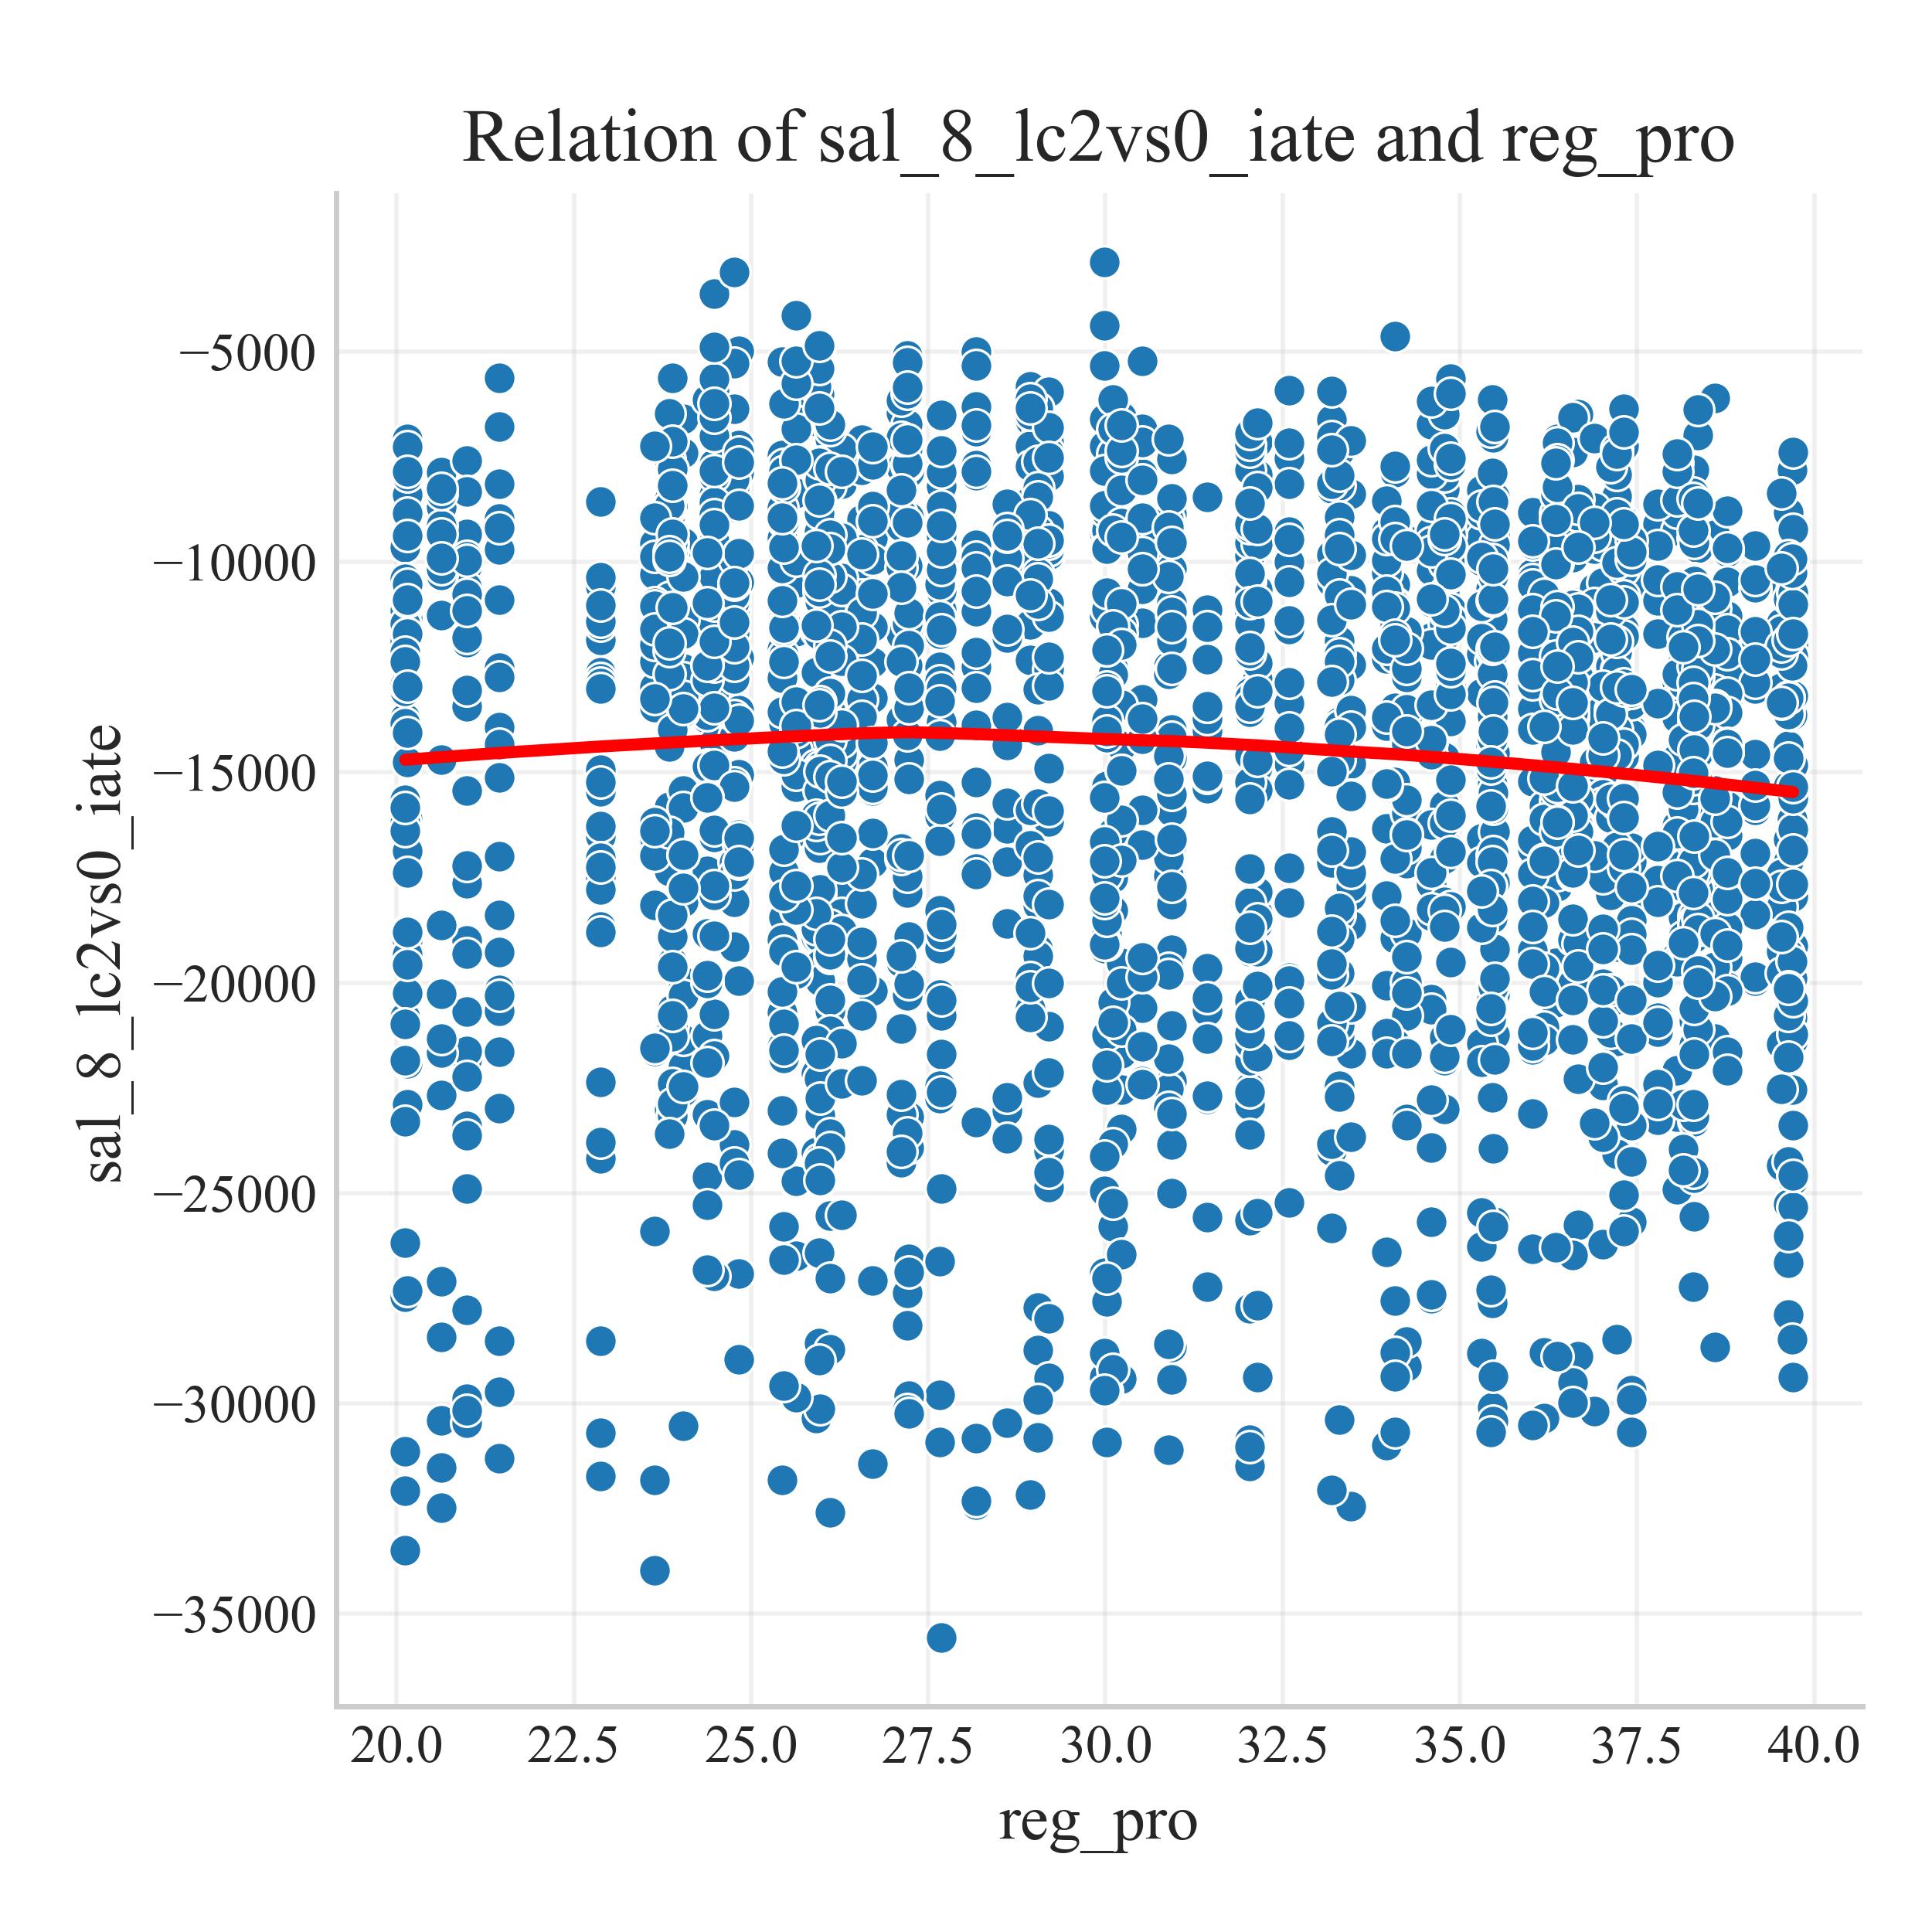 Relation of sal_8_lc2vs0_iate and reg_pro
sal_8_lc2vs0_iate
−5000
−10000
−15000
−20000
−25000
−30000
−35000
20.0 22.5 25.0 27.5 30.0 32.5 35.0 37.5 40.0
reg_pro